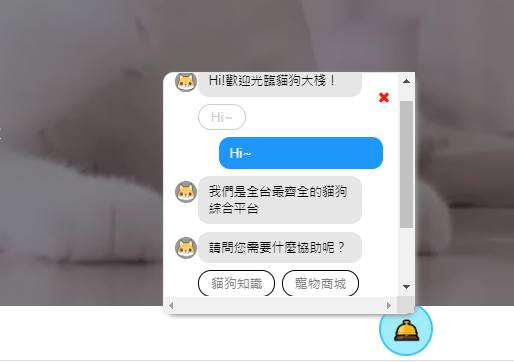 Hi!歡迎光臨貓狗大棧！
Hi~
Hi~
我們是全台最齊全的貓狗
綜合平台
請問您需要什麼協助呢？
貓狗知識
寵物商城